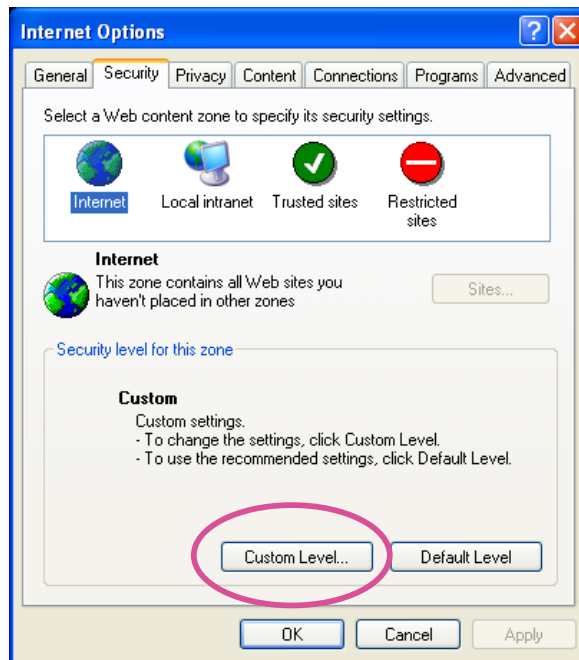 Internet Options
General Security Privacy Content Connections Programs Advanced
Select a Web content zone to specify its security settings.
Internet Local intranet Trusted sites Restricted
sites
Internet
This zone contains all Web sites you
haven't placed in other zones
Sites...
Security level for this zone
Custom
Custom settings.
- To change the settings, click Custom Level.
- To use the recommended settings, click Default Level.
Custom Level... Default Level
OK Cancel Apply